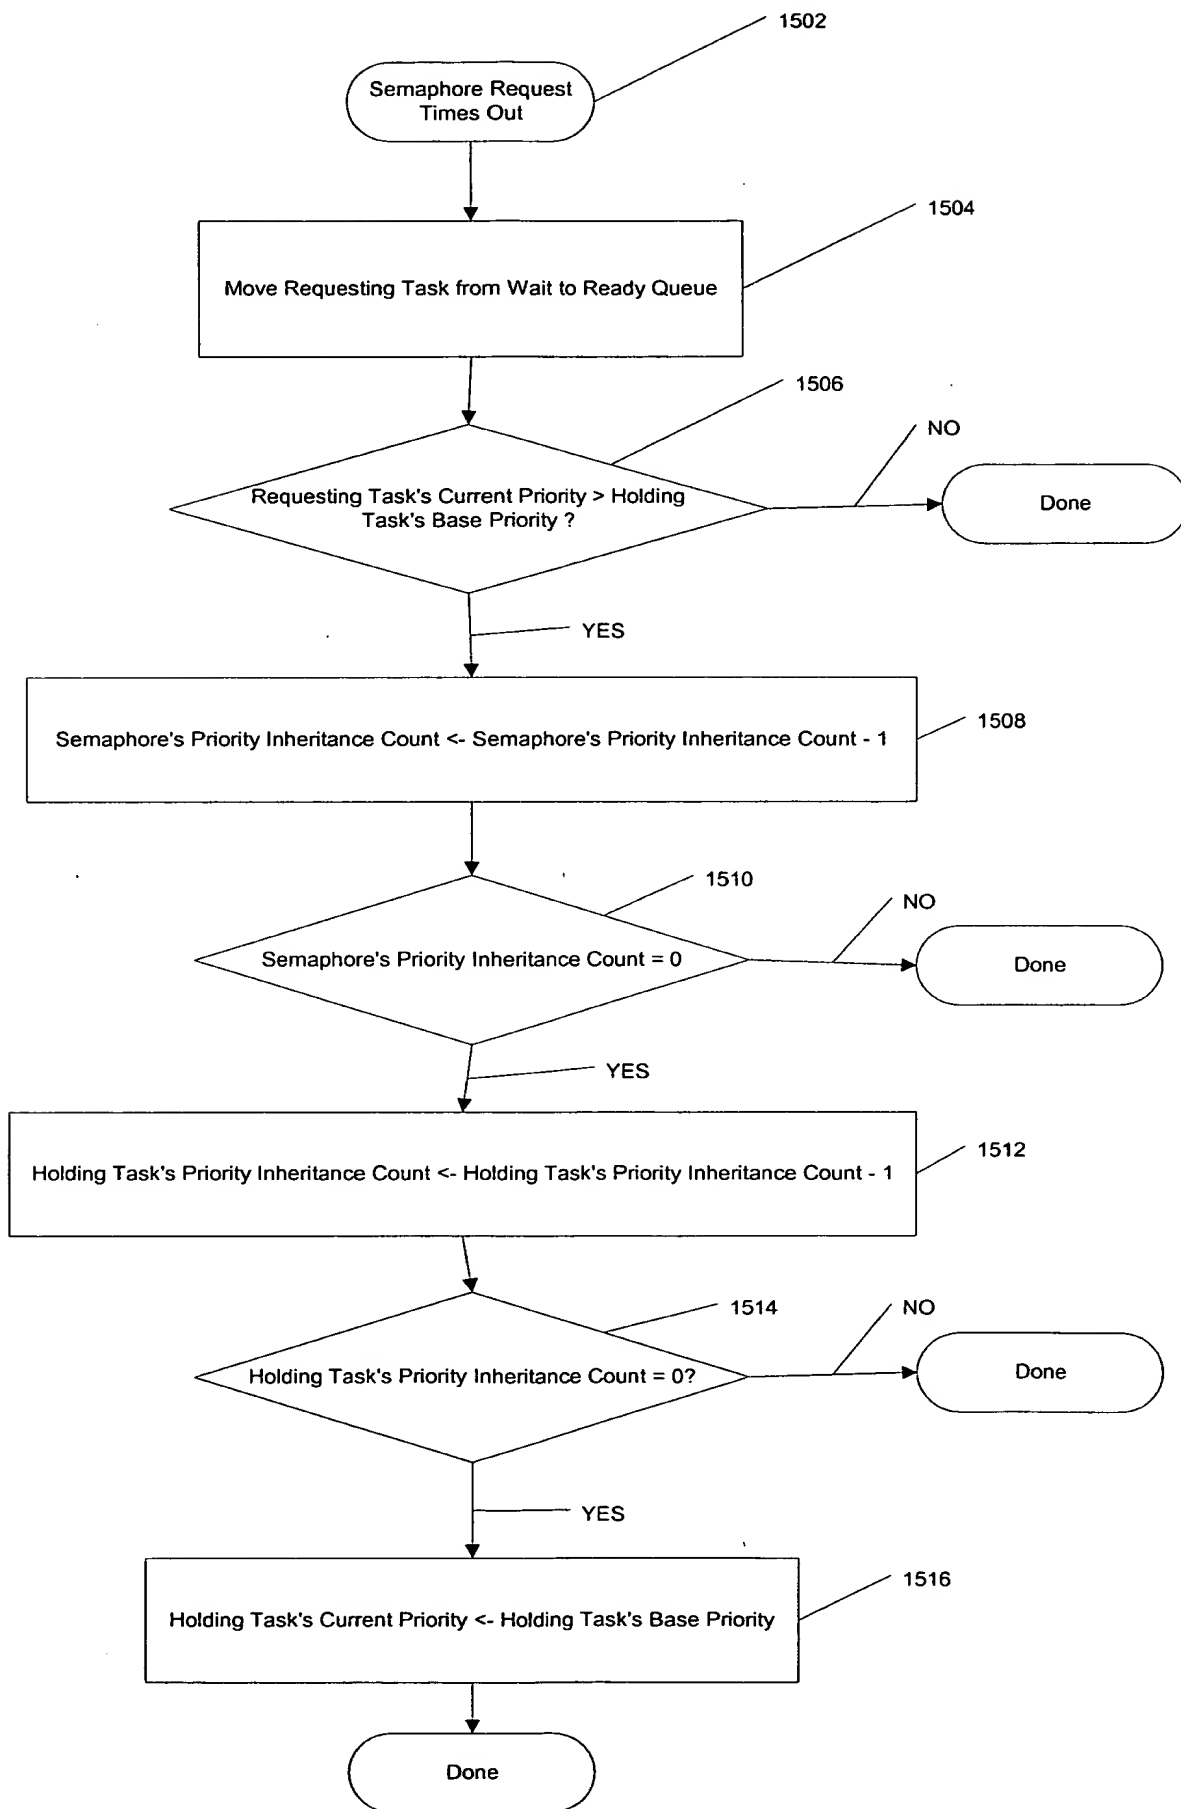 1502
Semaphore Request
Times Out
1504
Move Requesting Task from Wait to Ready Queue
1506
NO
Requesting Task's Current Priority > Holding
Task's Base Priority ?
Done
YES
1508
Semaphore's Priority Inheritance Count <- Semaphore's Priority Inheritance Count - 1
1510
NO
Semaphore's Priority Inheritance Count = 0
Done
YES
1512
Holding Task's Priority Inheritance Count <- Holding Task's Priority Inheritance Count - 1
1514
NO
Holding Task's Priority Inheritance Count = 0?
Done
YES
1516
Holding Task's Current Priority <- Holding Task's Base Priority
Done